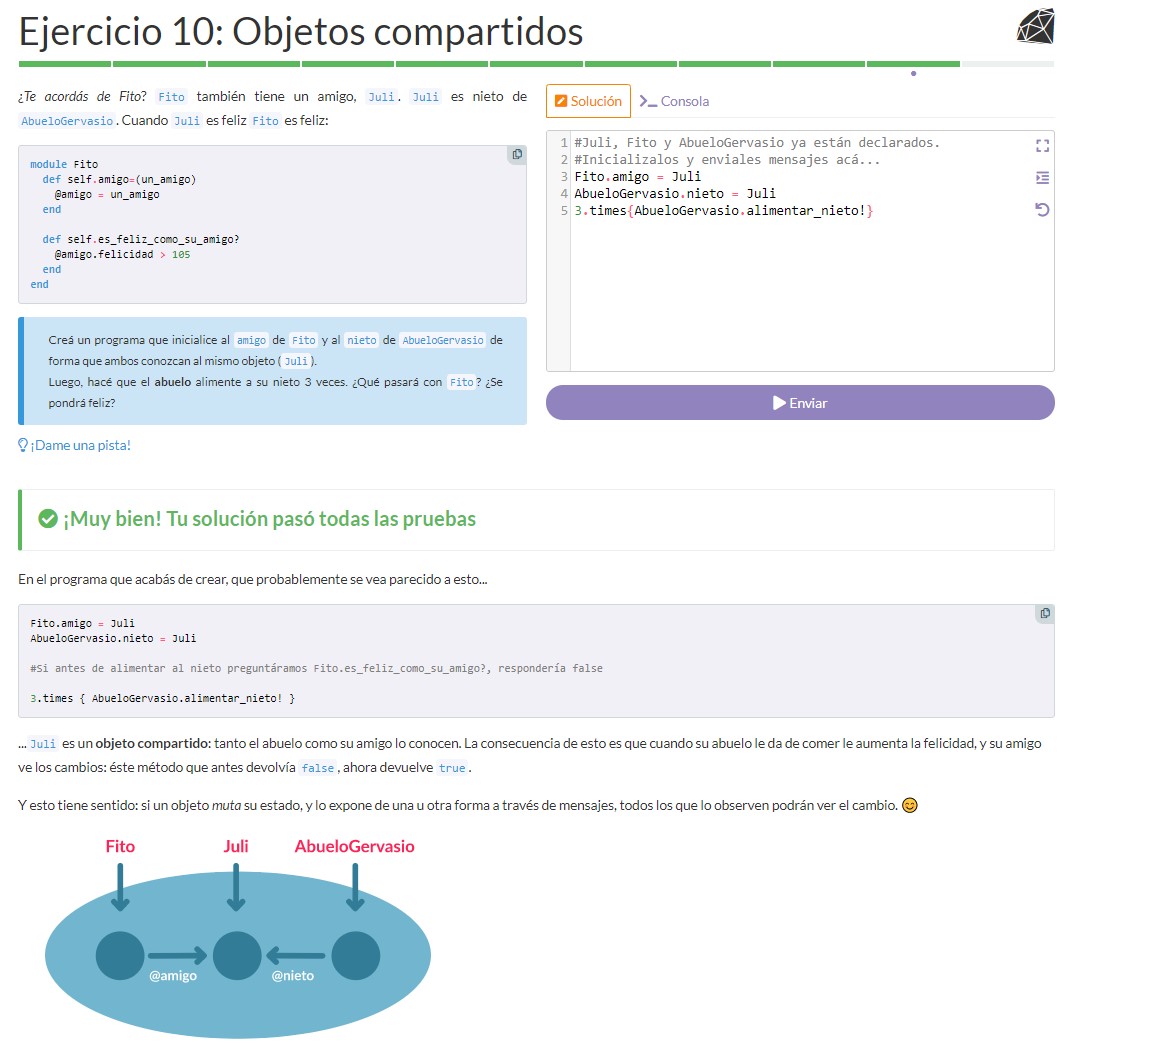 Ejercicio 10: Objetos compartidos
¿Te acordás de Fito? Fito también tiene un amigo, Juli. Juli es nieto de
AbueloGervasio. Cuando Juli es feliz Fito es feliz:
module Fito
def self.amigo=(un_amigo)
@amigo = un_amigo
end
def self.es_feliz_como_su_amigo?
@amigo.felicidad > 105
end
end
Creá un programa que inicialice al amigo de Fito y al nieto de AbueloGervasio de
forma que ambos conozcan al mismo objeto (Juli).
Luego, hacé que el abuelo alimente a su nieto 3 veces. ¿Qué pasará con Fito? ¿Se
pondrá feliz?
¡Dame una pista!
Solución
Consola
1 #Juli, Fito y AbueloGervasio ya están declarados.
2 #Inicializalos y enviales mensajes acá...
3 Fito.amigo = Juli
4 AbueloGervasio.nieto = Juli
5 3.times{AbueloGervasio.alimentar_nieto!}
Enviar
¡Muy bien! Tu solución pasó todas las pruebas
En el programa que acabás de crear, que probablemente se vea parecido a esto...
Fito.amigo = Juli
AbueloGervasio.nieto = Juli
#Si antes de alimentar al nieto preguntáramos Fito.es_feliz_como_su_amigo?, respondería false
3.times { AbueloGervasio.alimentar_nieto! }
... Juli es un objeto compartido: tanto el abuelo como su amigo lo conocen. La consecuencia de esto es que cuando su abuelo le da de comer le aumenta la felicidad, y su amigo
ve los cambios: éste método que antes devolvía false, ahora devuelve true.
Y esto tiene sentido: si un objeto muta su estado, y lo expone de una u otra forma a través de mensajes, todos los que lo observen podrán ver el cambio. 😊
Fito
Juli
AbueloGervasio
@amigo
@nieto